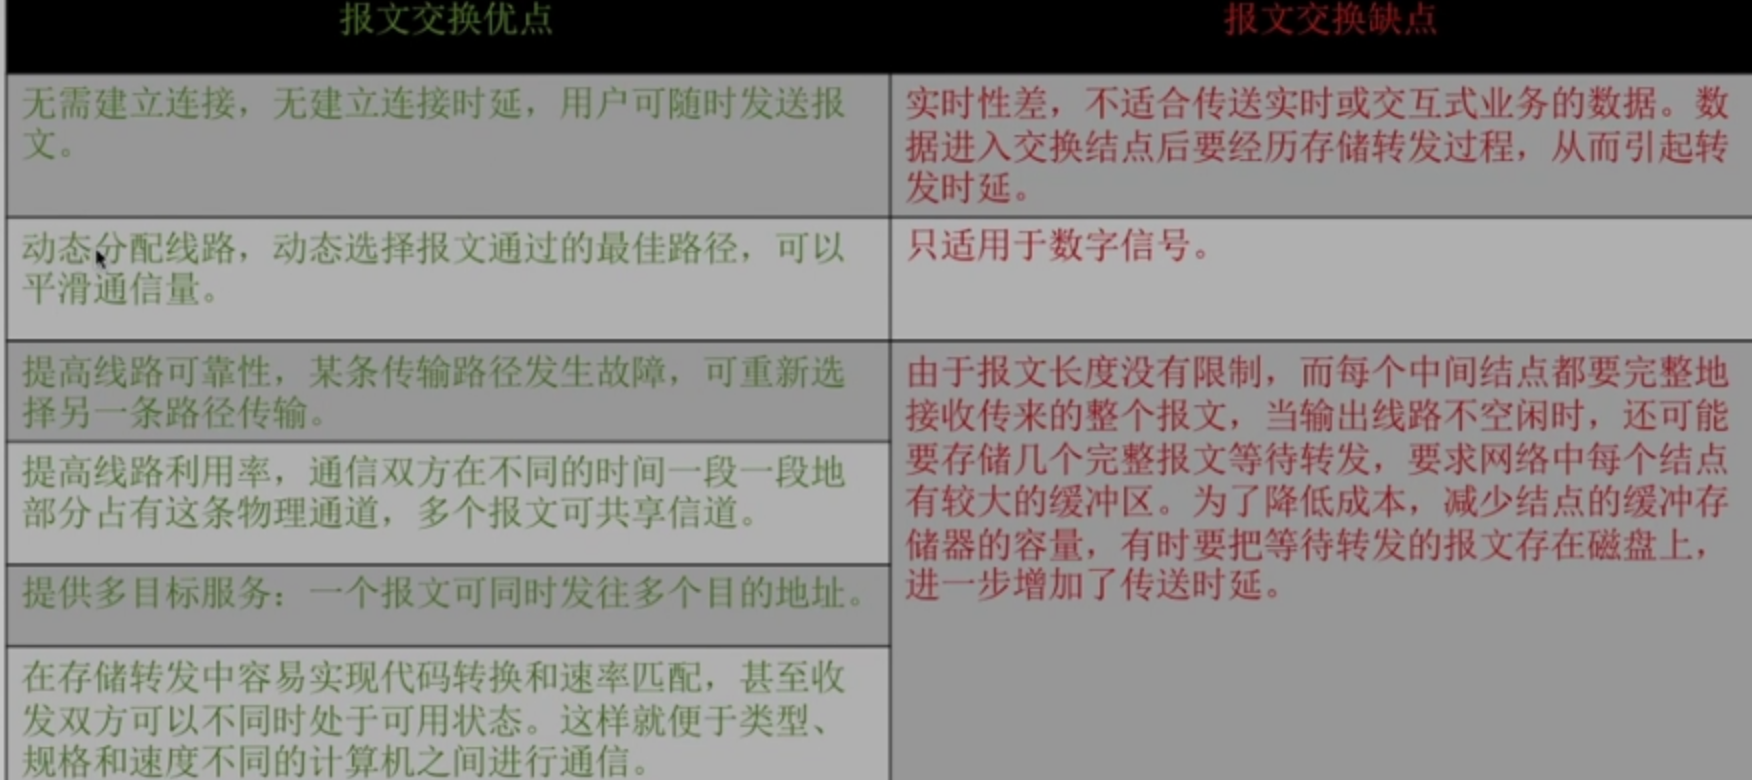 报文交换优点
报文交换缺点
无需建立连接，无建立连接时延，用户可随时发送报
文。
实时性差，不适合传送实时或交互式业务的数据。数
据进入交换结点后要经历存储转发过程，从而引起转
发时延。
动态分配线路，动态选择报文通过的最佳路径，可以
平滑通信量。
只适用于数字信号。
提高线路可靠性，某条传输路径发生故障，可重新选
择另一条路径传输。
提高线路利用率，通信双方在不同的时间一段一段地
部分占有这条物理通道，多个报文可共享信道。
提供多目标服务：一个报文可同时发往多个目的地址。
在存储转发中容易实现代码转换和速率匹配，甚至收
发双方可以不同时处于可用状态。这样就便于类型、
规格和速度不同的计算机之间进行通信。
由于报文长度没有限制，而每个中间结点都要完整地
接收传来的整个报文，当输出线路不空闲时，还可能
要存储几个完整报文等待转发，要求网络中每个结点
有较大的缓冲区。为了降低成本，减少结点的缓冲存
储器的容量，有时要把等待转发的报文存在磁盘上，
进一步增加了传送时延。